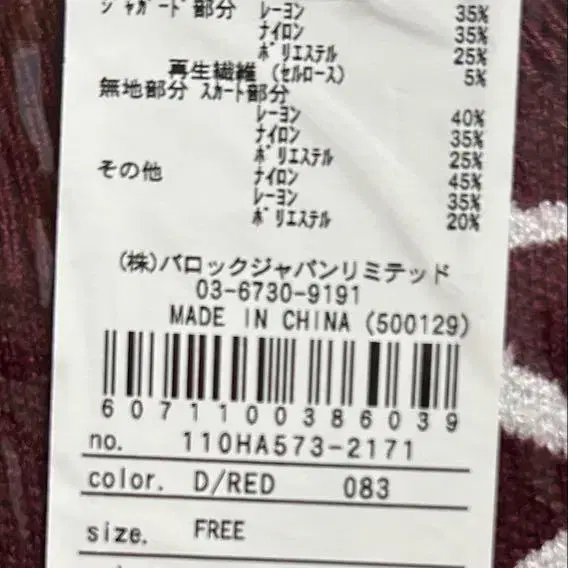 ジャガード部分 レーヨン 35%
ナイロン 35%
ポリエステル 25%
再生繊維 (セルロース) 5%
無地部分 スカート部分
レーヨン 40%
ナイロン 35%
ポリエステル 25%
その他 ナイロン 45%
レーヨン 35%
ポリエステル 20%
(株)バロックジャパンリミテッド
03-6730-9191
MADE IN CHINA (500129)
6071100386039
no. 110HA573-2171
color. D/RED 083
size. FREE